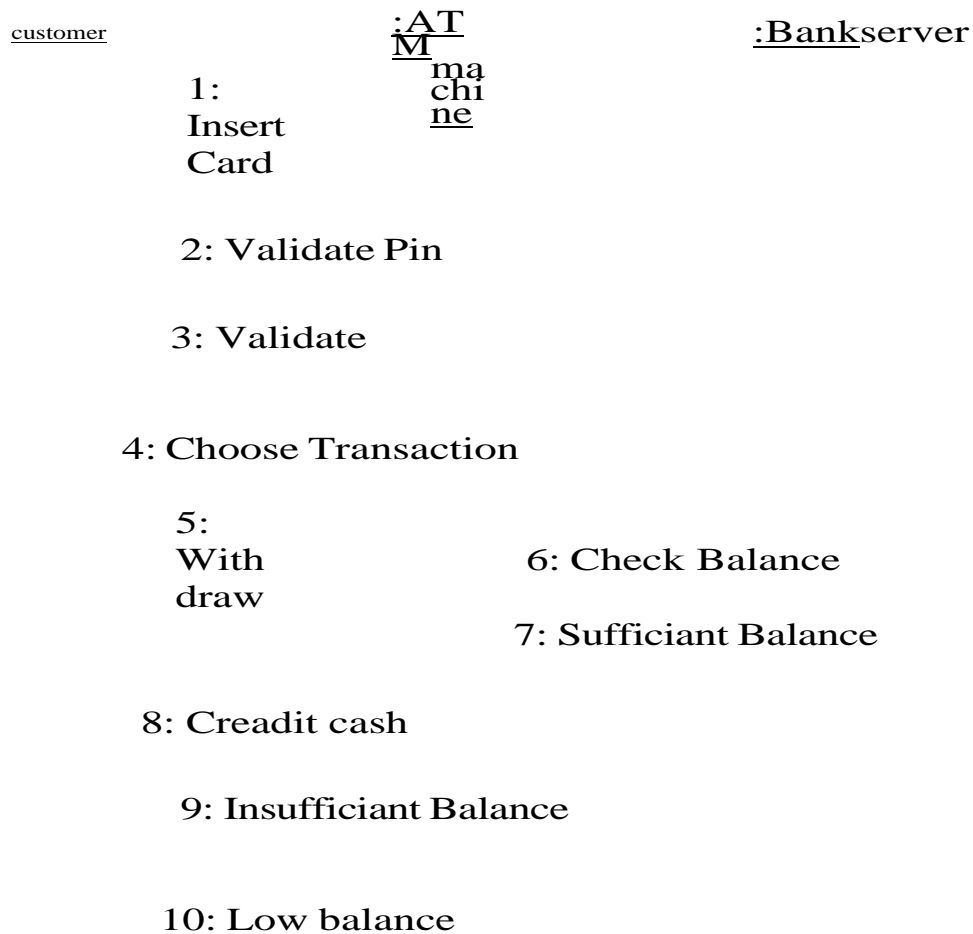 customer
:AT
M
ma
chi
ne
:Bankserver
1:
Insert
Card
2: Validate Pin
3: Validate
4: Choose Transaction
5:
With
draw
6: Check Balance
7: Sufficiant Balance
8: Creadit cash
9: Insufficiant Balance
10: Low balance